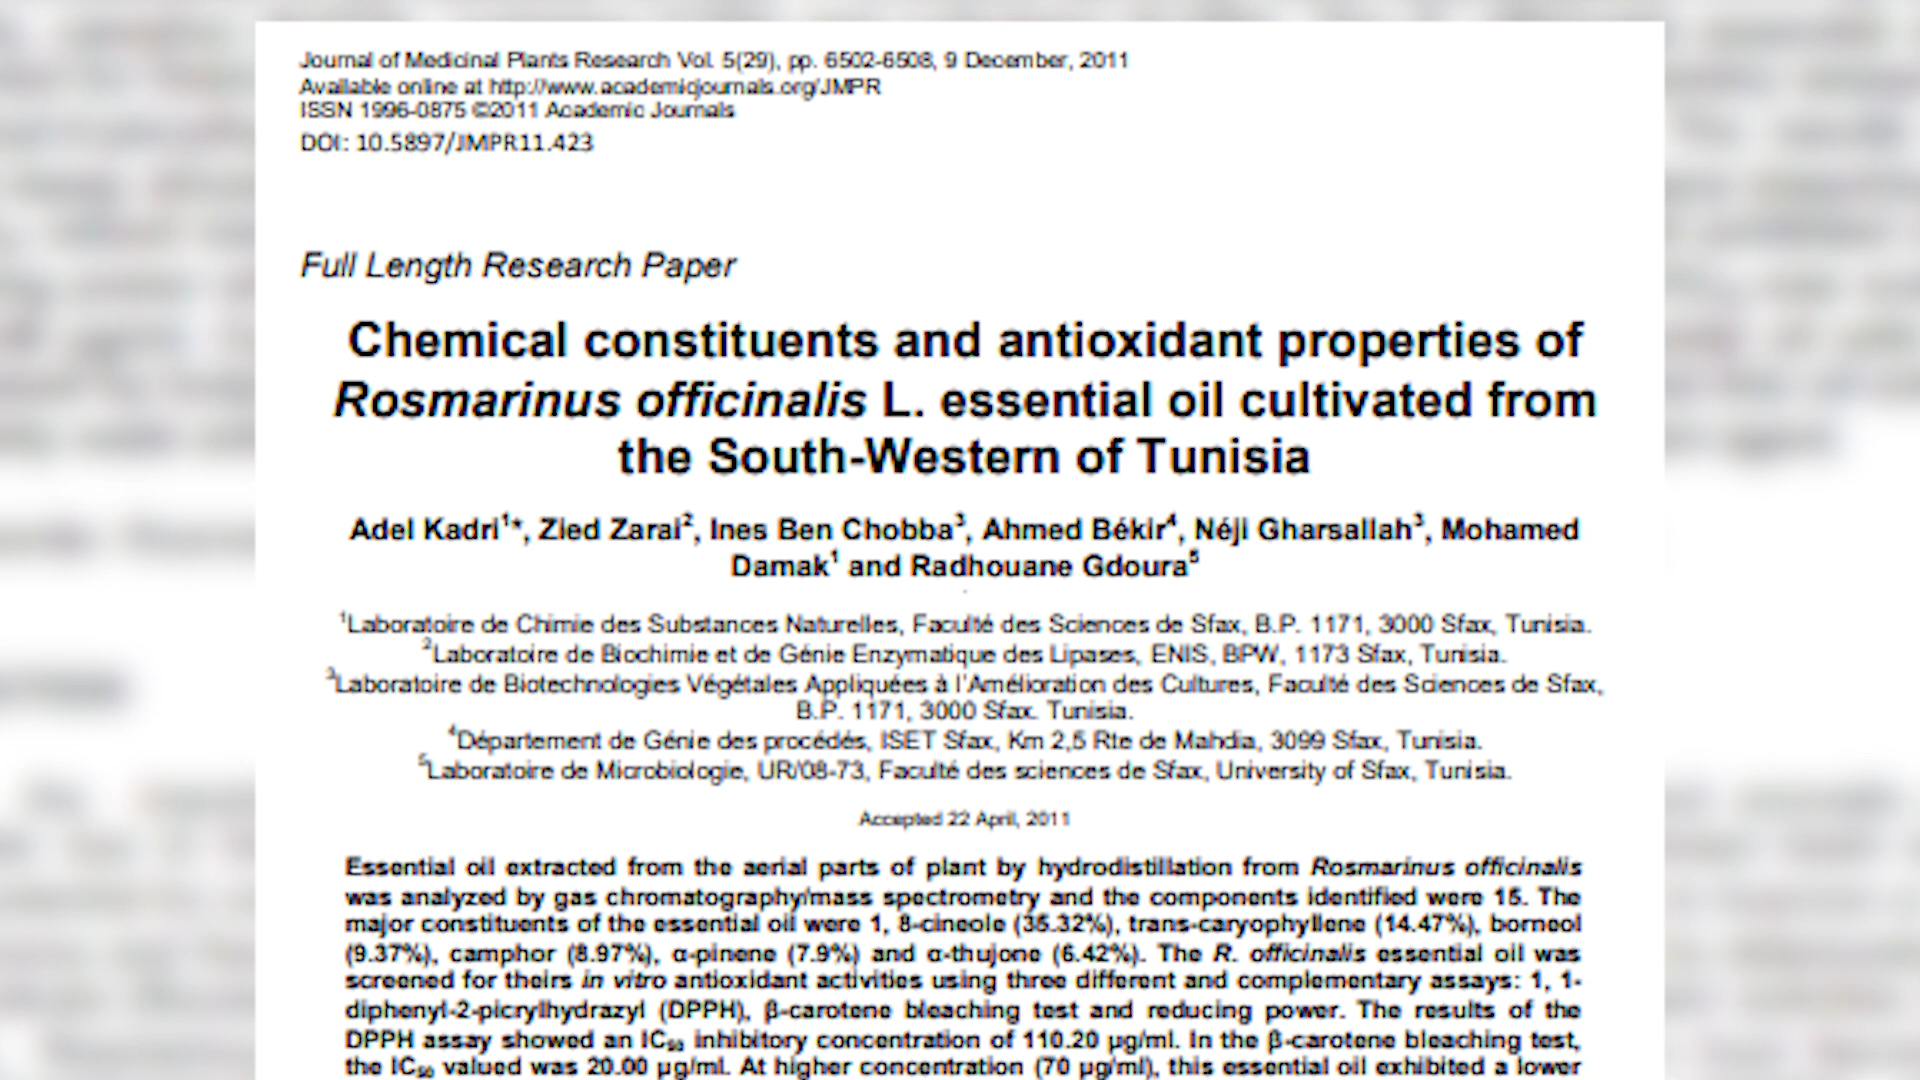 Journal of Medicinal Plants Research Vol. 5(29), pp. 6502-6508, 9 December, 2011
Available online at http://www.academicjournals.org/JMPR
ISSN 1996-0875 ©2011 Academic Journals
DOI: 10.5897/JMPR11.423
Full Length Research Paper
Chemical constituents and antioxidant properties of
Rosmarinus officinalis L. essential oil cultivated from
the South-Western of Tunisia
Adel Kadri¹*, Zied Zarai², Ines Ben Chobba³, Ahmed Békir⁴, Néji Gharsallah³, Mohamed
Damak¹ and Radhouane Gdoura⁵
¹Laboratoire de Chimie des Substances Naturelles, Faculté des Sciences de Sfax, B.P. 1171, 3000 Sfax, Tunisia.
²Laboratoire de Biochimie et de Génie Enzymatique des Lipases, ENIS, BPW, 1173 Sfax, Tunisia.
³Laboratoire de Biotechnologies Végétales Appliquées à l'Amélioration des Cultures, Faculté des Sciences de Sfax,
B.P. 1171, 3000 Sfax. Tunisia.
⁴Département de Génie des procédés, ISET Sfax, Km 2,5 Rte de Mahdia, 3099 Sfax, Tunisia.
⁵Laboratoire de Microbiologie, UR/08-73, Faculté des sciences de Sfax, University of Sfax, Tunisia.
Accepted 22 April, 2011
Essential oil extracted from the aerial parts of plant by hydrodistillation from Rosmarinus officinalis
was analyzed by gas chromatography/mass spectrometry and the components identified were 15. The
major constituents of the essential oil were 1, 8-cineole (35.32%), trans-caryophyllene (14.47%), borneol
(9.37%), camphor (8.97%), α-pinene (7.9%) and α-thujone (6.42%). The R. officinalis essential oil was
screened for theirs in vitro antioxidant activities using three different and complementary assays: 1, 1-
diphenyl-2-picrylhydrazyl (DPPH), β-carotene bleaching test and reducing power. The results of the
DPPH assay showed an IC₅₀ inhibitory concentration of 110.20 µg/ml. In the β-carotene bleaching test,
the IC₅₀ valued was 20.00 µg/ml. At higher concentration (70 µg/ml), this essential oil exhibited a lower